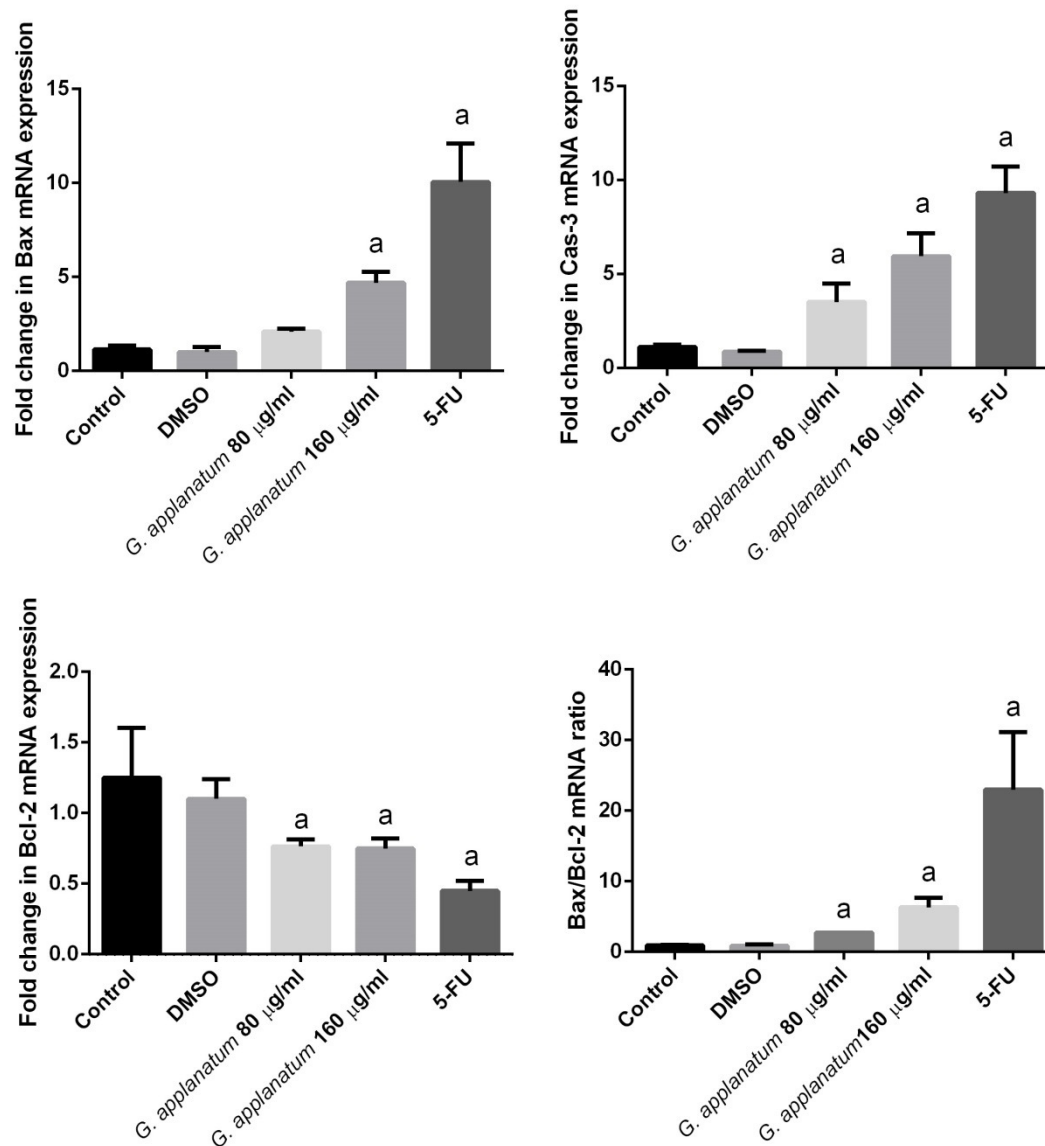 Fold change in Bax mRNA expression
15
10
5
0
a
a
Control
DMSO
G. applanatum 80 μg/ml
G. applanatum 160 μg/ml
5-FU
Fold change in Cas-3 mRNA expression
15
10
5
0
a
a
a
Control
DMSO
G. applanatum 80 μg/ml
G. applanatum 160 μg/ml
5-FU
Fold change in Bcl-2 mRNA expression
2.0
1.5
1.0
0.5
0.0
a
a
a
Control
DMSO
G. applanatum 80 μg/ml
G. applanatum 160 μg/ml
5-FU
Bax/Bcl-2 mRNA ratio
40
30
20
10
0
a
a
a
Control
DMSO
G. applanatum 80 μg/ml
G. applanatum160 μg/ml
5-FU